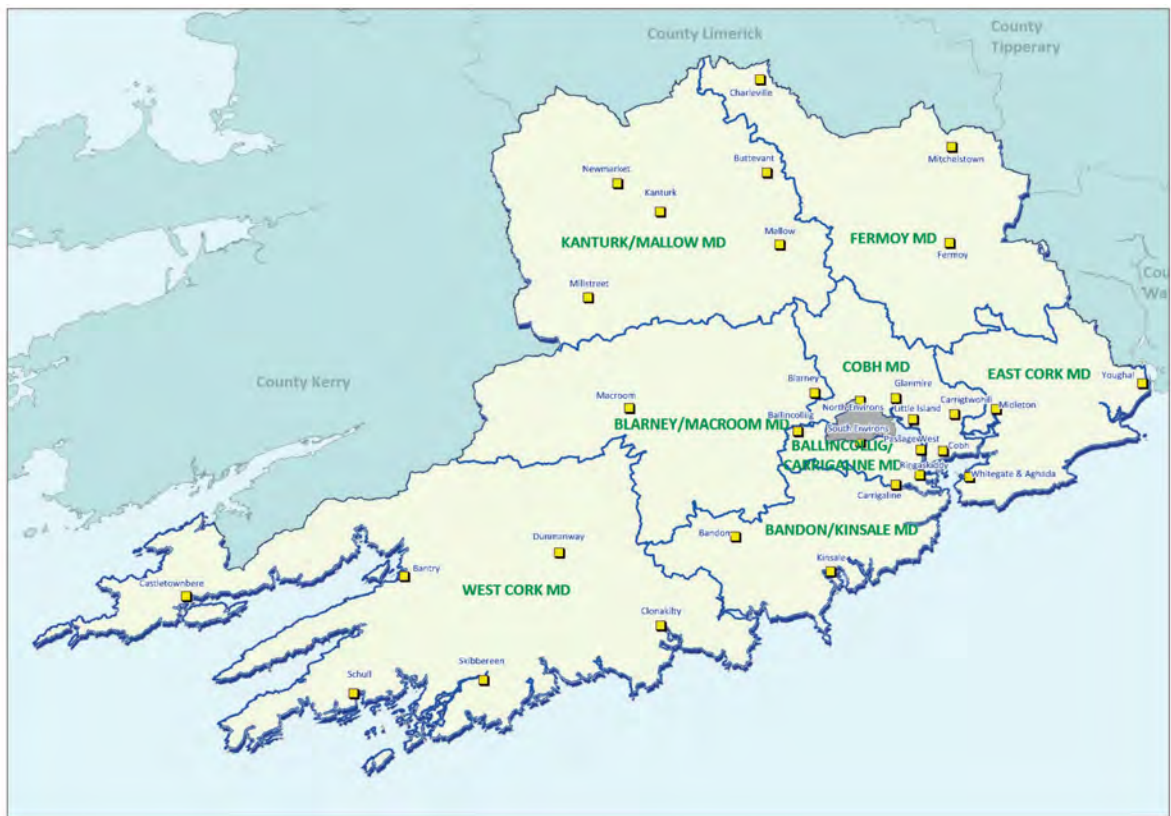 County Limerick
County
Tipperary
Charleville
Mitchelstown
Buttevant
Newmarket
Kanturk
KANTURK/MALLOW MD
Mallow
FERMOY MD
Fermoy
Cou
Wa
Millstreet
COBH MD
EAST CORK MD
County Kerry
Youghal
Blarney
Glanmire
Macroom
North Environs
Little Island
Carrigtwohill
Midleton
BLARNEY/MACROOM MD
Ballincollig
South Environs
Passage West
Cobh
BALLINCOLLIG/
CARRIGALINE MD
Ringaskiddy
Whitegate & Aghada
Carrigaline
BANDON/KINSALE MD
Bandon
Dunmanway
Kinsale
Castletownbere
Bantry
WEST CORK MD
Clonakilty
Skibbereen
Schull